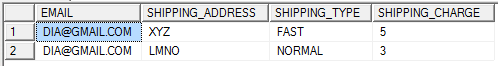 EMAIL SHIPPING_ADDRESS SHIPPING_TYPE SHIPPING_CHARGE
1 DIA@GMAIL.COM XYZ FAST 5
2 DIA@GMAIL.COM LMNO NORMAL 3